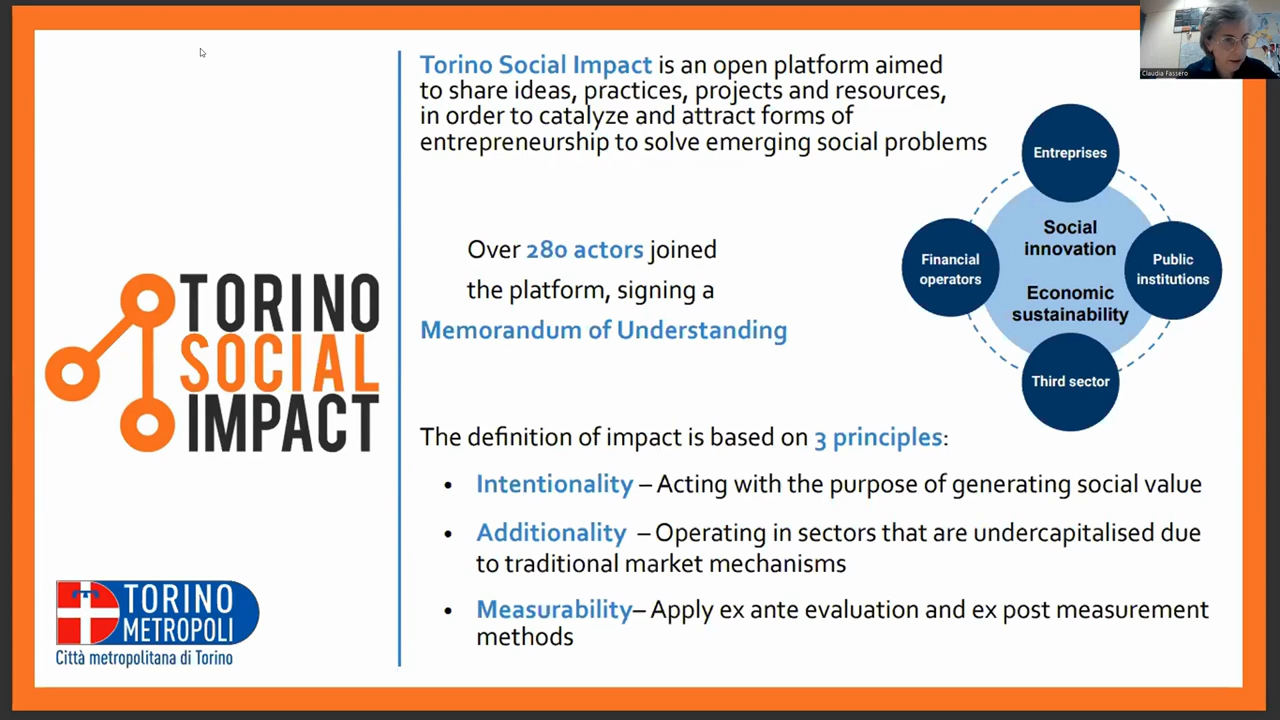 Torino Social Impact is an open platform aimed
to share ideas, practices, projects and resources,
in order to catalyze and attract forms of
entrepreneurship to solve emerging social problems
Over 280 actors joined
the platform, signing a
Memorandum of Understanding
Entreprises
Social
innovation
Financial
operators
Public
institutions
Economic
sustainability
Third sector
The definition of impact is based on 3 principles:
• Intentionality – Acting with the purpose of generating social value
• Additionality – Operating in sectors that are undercapitalised due
to traditional market mechanisms
• Measurability– Apply ex ante evaluation and ex post measurement
methods
TORINO
SOCIAL
IMPACT
TORINO
METROPOLI
Città metropolitana di Torino
Claudia Fassero